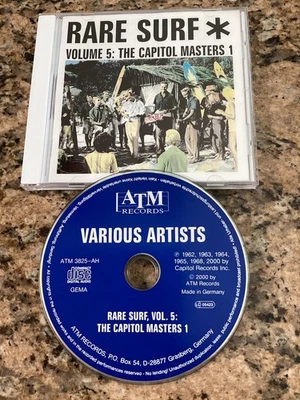 RARE SURF *
VOLUME 5: THE CAPITOL MASTERS 1
ATM
RECORDS
VARIOUS ARTISTS
ATM 3825-AH
COMPACT
disc
DIGITAL AUDIO
GEMA
℗ 1962, 1963, 1964,
1965, 1968, 2000 by
Capitol Records Inc.
© 2000 by
ATM Records
Made in Germany
LC 00423
RARE SURF, VOL. 5:
THE CAPITOL MASTERS 1
ATM RECORDS, P.O. Box 54, D-28877 Grasberg, Germany